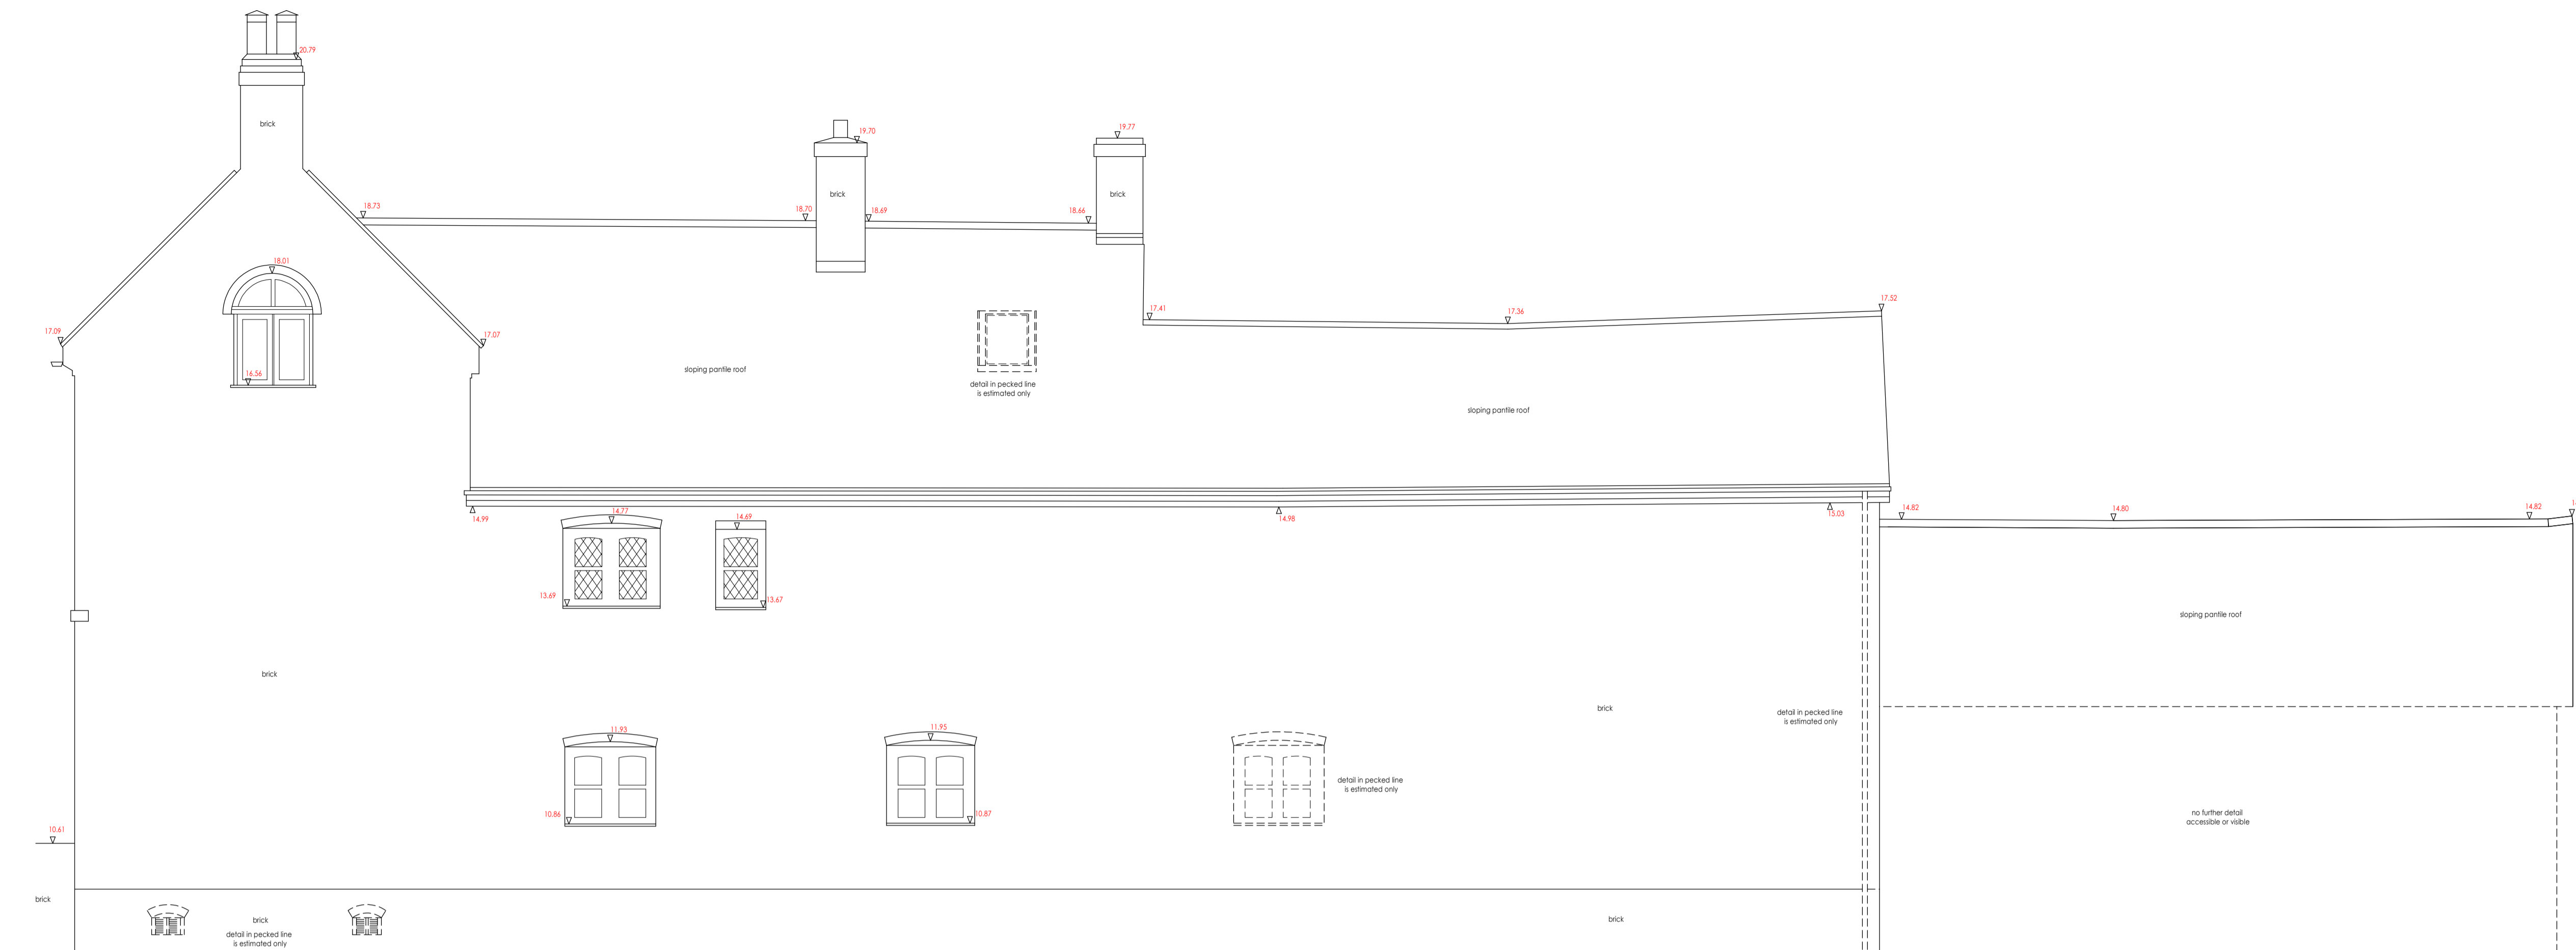 20.79
brick
19.70
19.77
brick
brick
18.73
18.70
18.69
18.66
18.01
17.09
17.07
16.56
17.41
17.36
17.52
sloping pantile roof
detail in pecked line
is estimated only
sloping pantile roof
14.99
14.77
14.69
14.98
15.03
14.82
14.80
14.82
13.69
13.67
sloping pantile roof
brick
brick
detail in pecked line
is estimated only
11.93
11.95
detail in pecked line
is estimated only
10.86
10.87
10.61
no further detail
accessible or visible
brick
brick
detail in pecked line
is estimated only
brick